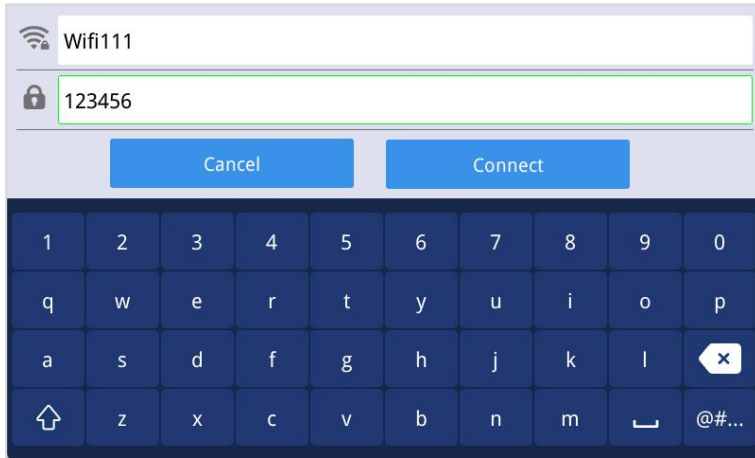 Wifi111
123456
Cancel Connect
1 2 3 4 5 6 7 8 9 0
q w e r t y u i o p
a s d f g h j k l
z x c v b n m @#...